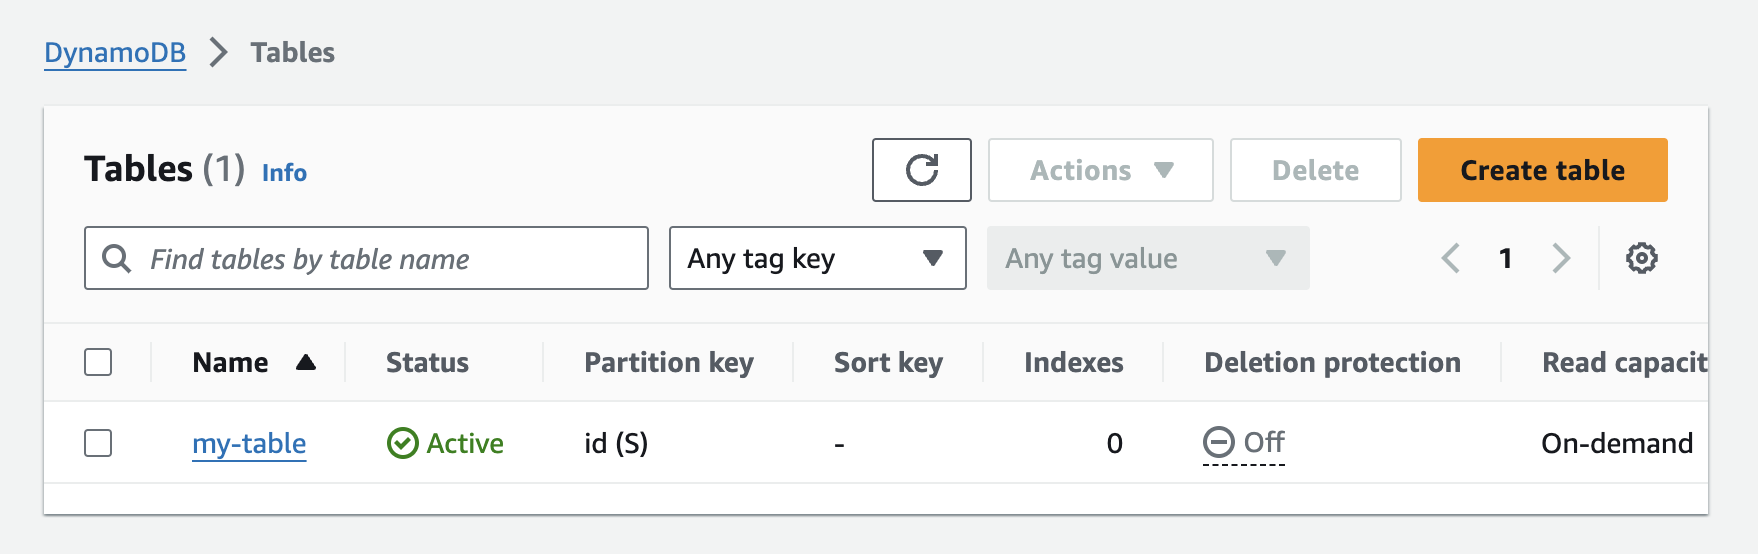 DynamoDB > Tables
Tables (1) Info
Actions Delete Create table
Find tables by table name Any tag key Any tag value 1
Name Status Partition key Sort key Indexes Deletion protection Read capacit
my-table Active id (S) - 0 Off On-demand